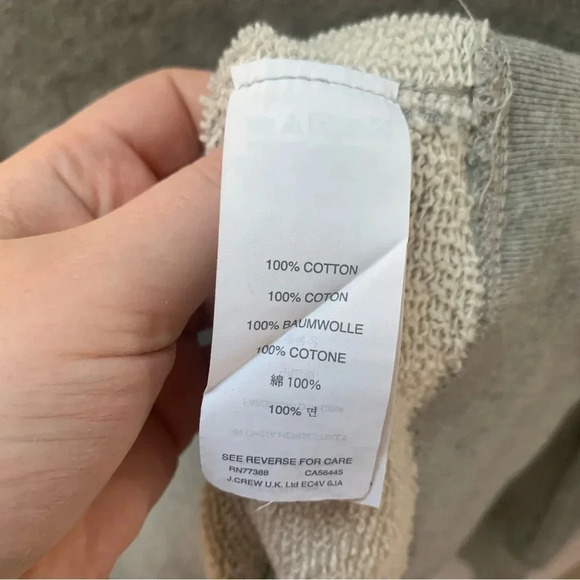 100% COTTON
100% COTON
100% BAUMWOLLE
100% COTONE
綿 100%
100% 면
SEE REVERSE FOR CARE
RN77388 CA56445
J.CREW U.K. Ltd EC4V 6JA